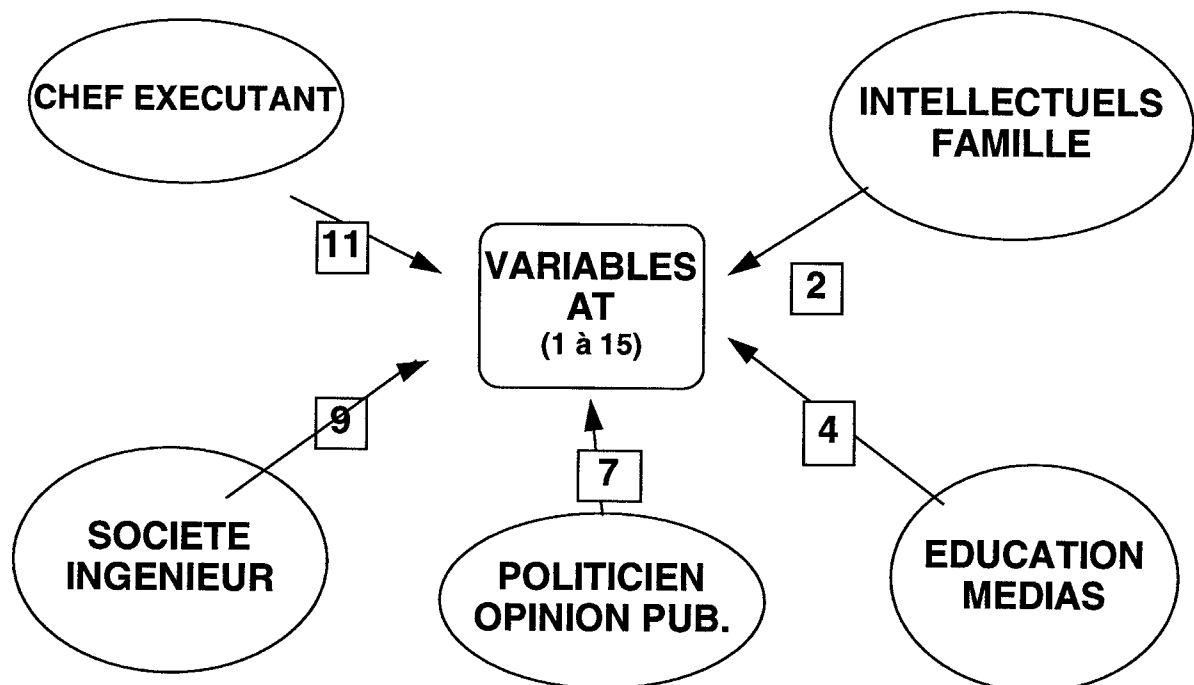 CHEF EXECUTANT
INTELLECTUELS
FAMILLE
11
VARIABLES
AT
(1 à 15)
2
9
4
7
SOCIETE
INGENIEUR
POLITICIEN
OPINION PUB.
EDUCATION
MEDIAS